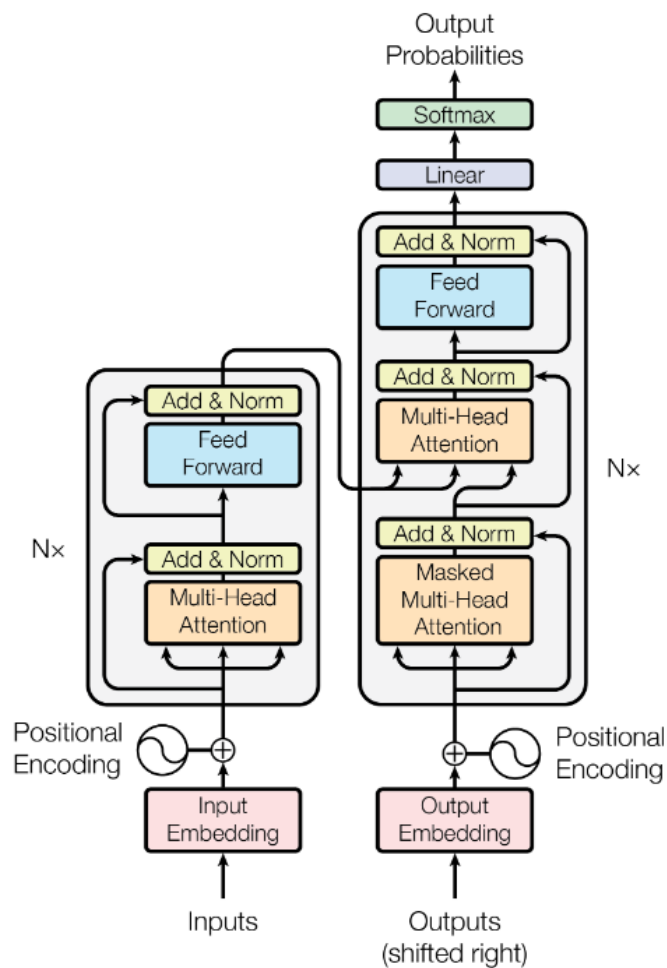 Output
Probabilities
Softmax
Linear
Add & Norm
Feed
Forward
Add & Norm
Multi-Head
Attention
Nx
Add & Norm
Masked
Multi-Head
Attention
Add & Norm
Feed
Forward
Nx
Add & Norm
Multi-Head
Attention
Positional
Encoding
Positional
Encoding
Input
Embedding
Output
Embedding
Inputs
Outputs
(shifted right)